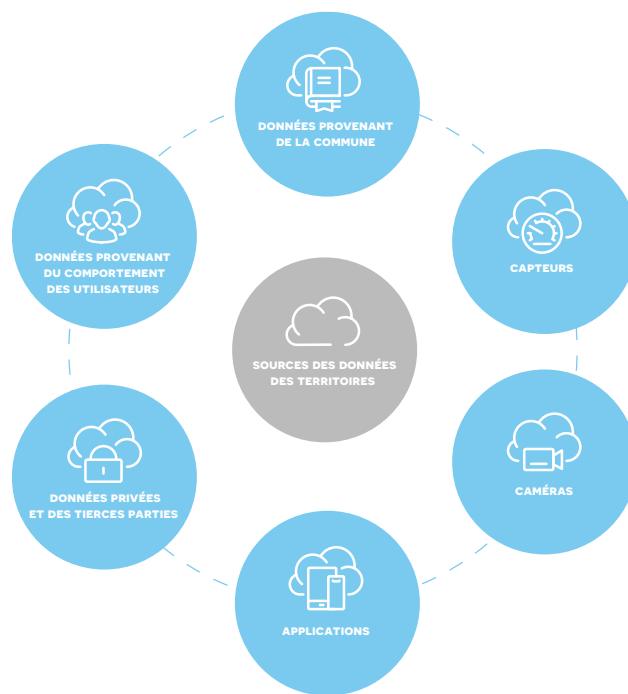 DONNÉES PROVENANT
DE LA COMMUNE
DONNÉES PROVENANT
DU COMPORTEMENT
DES UTILISATEURS
CAPTEURS
SOURCES DES DONNÉES
DES TERRITOIRES
DONNÉES PRIVÉES
ET DES TIERCES PARTIES
CAMÉRAS
APPLICATIONS